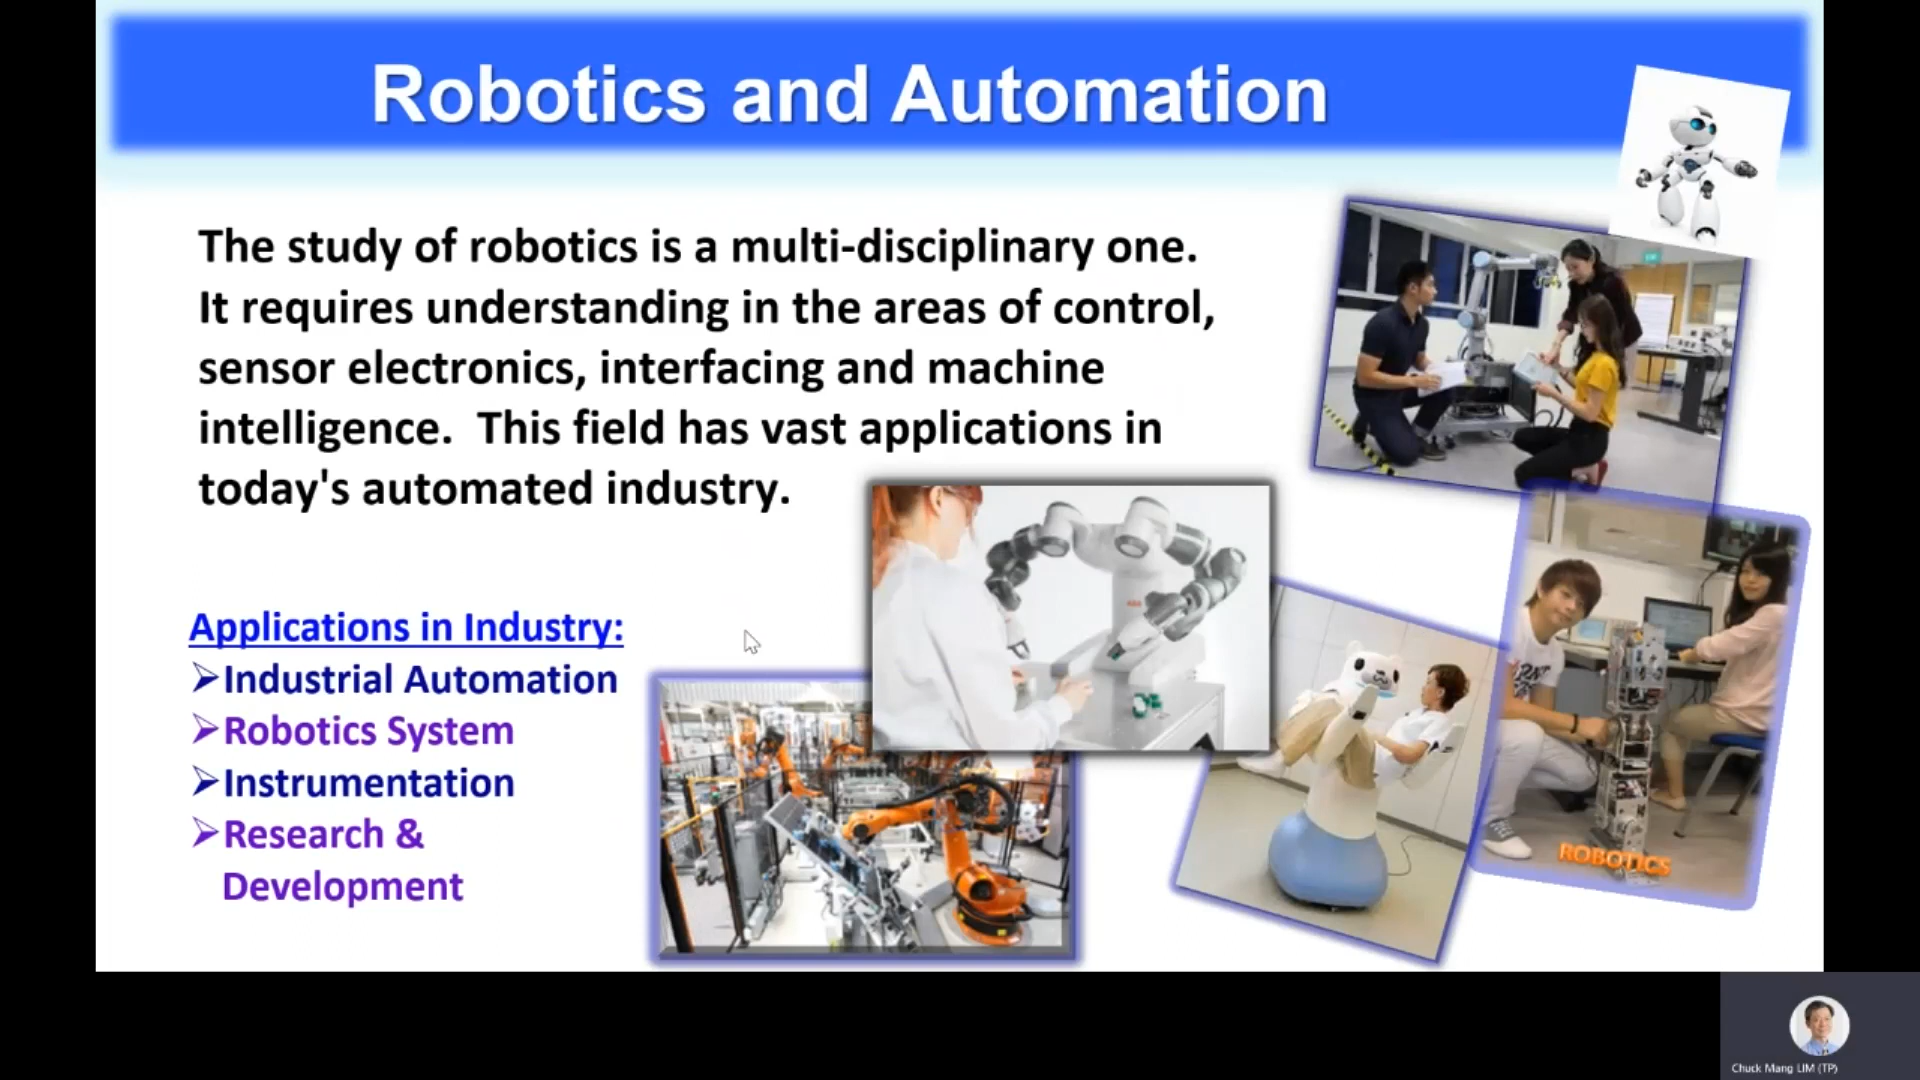 Robotics and Automation
The study of robotics is a multi-disciplinary one.
It requires understanding in the areas of control,
sensor electronics, interfacing and machine
intelligence.  This field has vast applications in
today's automated industry.
Applications in Industry:
➢Industrial Automation
➢Robotics System
➢Instrumentation
➢Research &
Development
ABB
ROBOTICS
Chuck Mang LIM (TP)